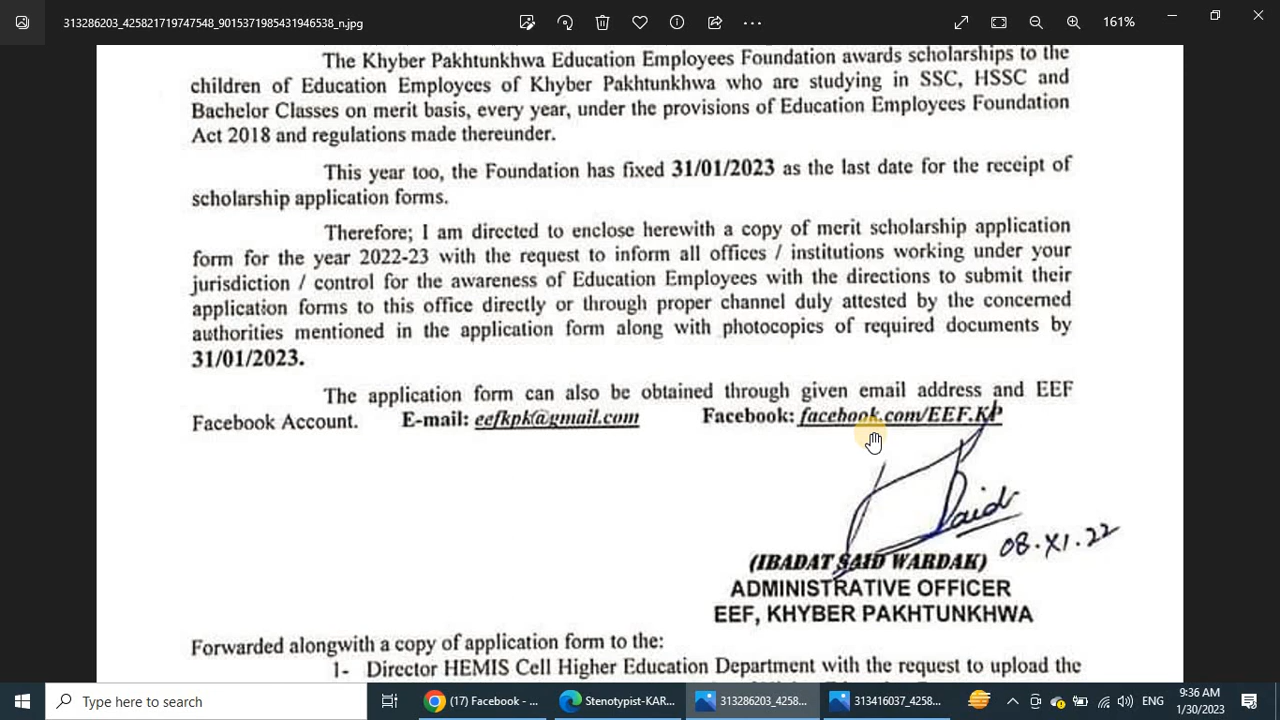 313286203_425821719747548_9015371985431946538_n.jpg
161%
The Khyber Pakhtunkhwa Education Employees Foundation awards scholarships to the
children of Education Employees of Khyber Pakhtunkhwa who are studying in SSC, HSSC and
Bachelor Classes on merit basis, every year, under the provisions of Education Employees Foundation
Act 2018 and regulations made thereunder.
This year too, the Foundation has fixed 31/01/2023 as the last date for the receipt of
scholarship application forms.
Therefore; I am directed to enclose herewith a copy of merit scholarship application
form for the year 2022-23 with the request to inform all offices / institutions working under your
jurisdiction / control for the awareness of Education Employees with the directions to submit their
application forms to this office directly or through proper channel duly attested by the concerned
authorities mentioned in the application form along with photocopies of required documents by
31/01/2023.
The application form can also be obtained through given email address and EEF
Facebook Account. E-mail: eefkpk@gmail.com Facebook: facebook.com/EEF.KP
Said
08.XI.22
(IBADAT SAID WARDAK)
ADMINISTRATIVE OFFICER
EEF, KHYBER PAKHTUNKHWA
Forwarded alongwith a copy of application form to the:
1- Director HEMIS Cell Higher Education Department with the request to upload the
Type here to search
(17) Facebook - ...
Stenotypist-KAR...
313286203_4258...
313416037_4258...
ENG
9:36 AM
1/30/2023